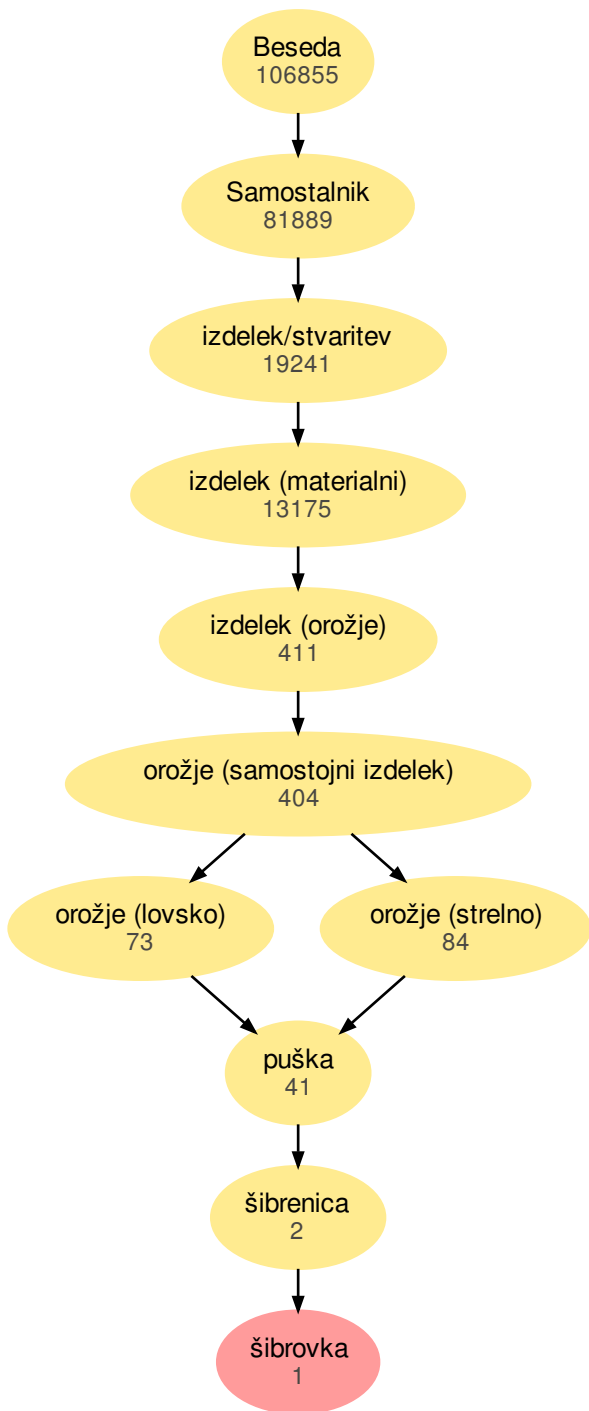 Beseda
106855
Samostalnik
81889
izdelek/stvaritev
19241
izdelek (materialni)
13175
izdelek (orožje)
411
orožje (samostojni izdelek)
404
orožje (lovsko)
73
orožje (strelno)
84
puška
41
šibrenica
2
šibrovka
1